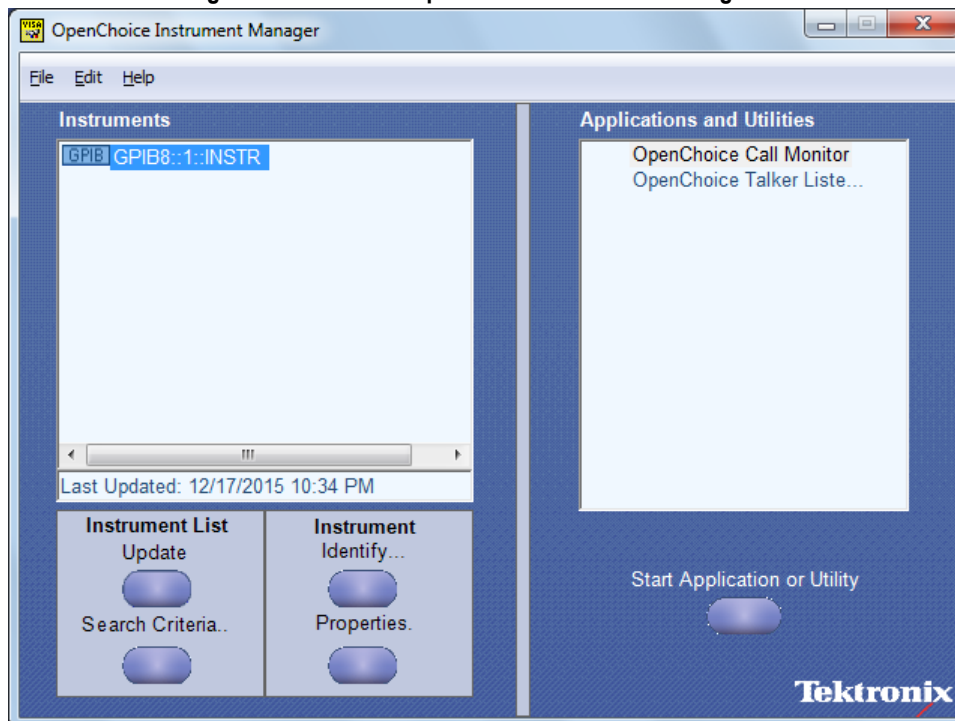 VISA
OpenChoice Instrument Manager
File Edit Help
Instruments
GPIB GPIB8::1::INSTR
Last Updated: 12/17/2015 10:34 PM
Instrument List
Update
Search Criteria..
Instrument
Identify...
Properties.
Applications and Utilities
OpenChoice Call Monitor
OpenChoice Talker Liste...
Start Application or Utility
Tektronix